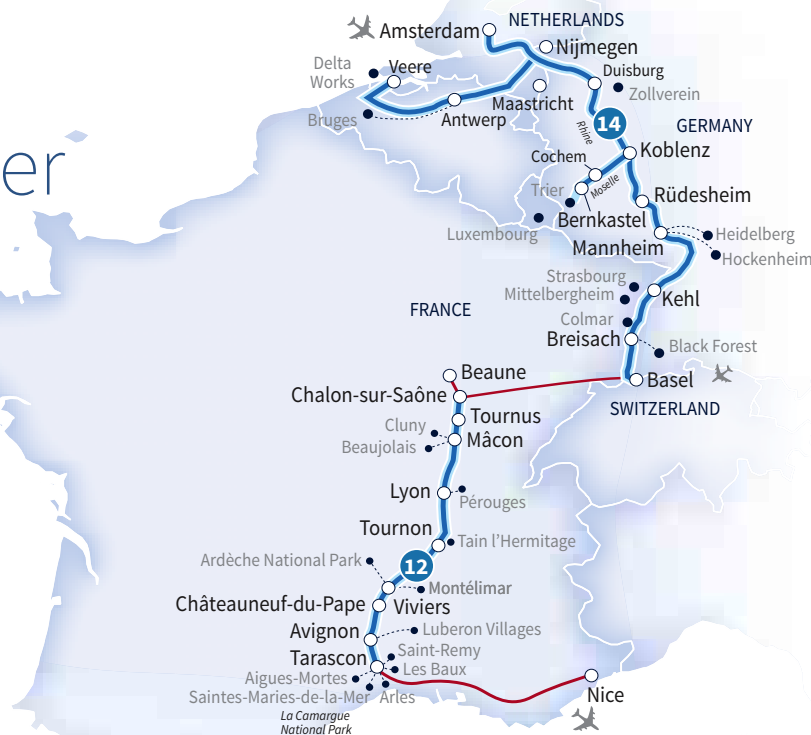 NETHERLANDS
Amsterdam
Nijmegen
Delta
Works
Veere
Duisburg
Zollverein
Maastricht
Bruges
Antwerp
Rhine
14
GERMANY
er
Cochem
Koblenz
Trier
Moselle
Rüdesheim
Bernkastel
Luxembourg
Mannheim
Heidelberg
Hockenheim
Strasbourg
Mittelbergheim
Kehl
FRANCE
Colmar
Breisach
Black Forest
Beaune
Basel
Chalon-sur-Saône
SWITZERLAND
Tournus
Cluny
Mâcon
Beaujolais
Lyon
Pérouges
Tournon
Tain l’Hermitage
Ardèche National Park
12
Montélimar
Châteauneuf-du-Pape
Viviers
Avignon
Luberon Villages
Saint-Remy
Tarascon
Les Baux
Aigues-Mortes
Saintes-Maries-de-la-Mer
Arles
Nice
La Camargue
National Park